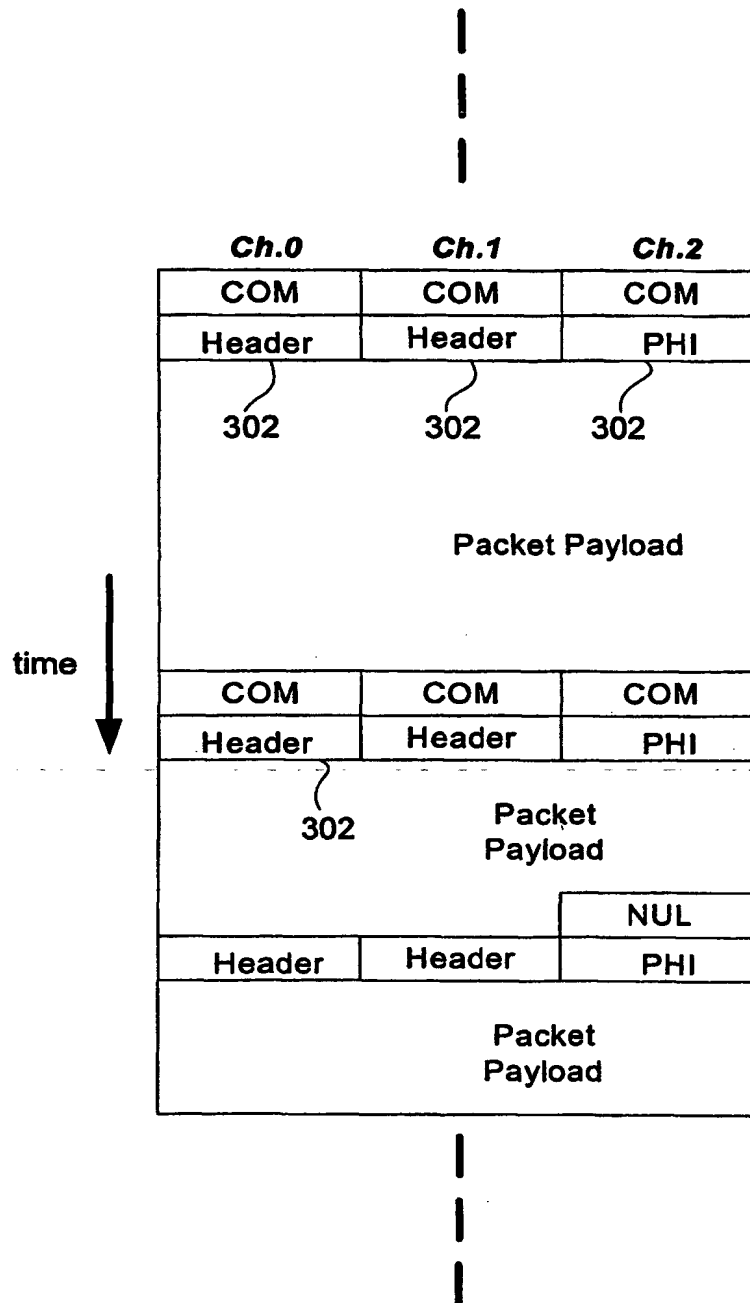 Ch.0 Ch.1 Ch.2
COM COM COM
Header Header PHI
302 302 302
Packet Payload
time
COM COM COM
Header Header PHI
302
Packet
Payload
NUL
Header Header PHI
Packet
Payload